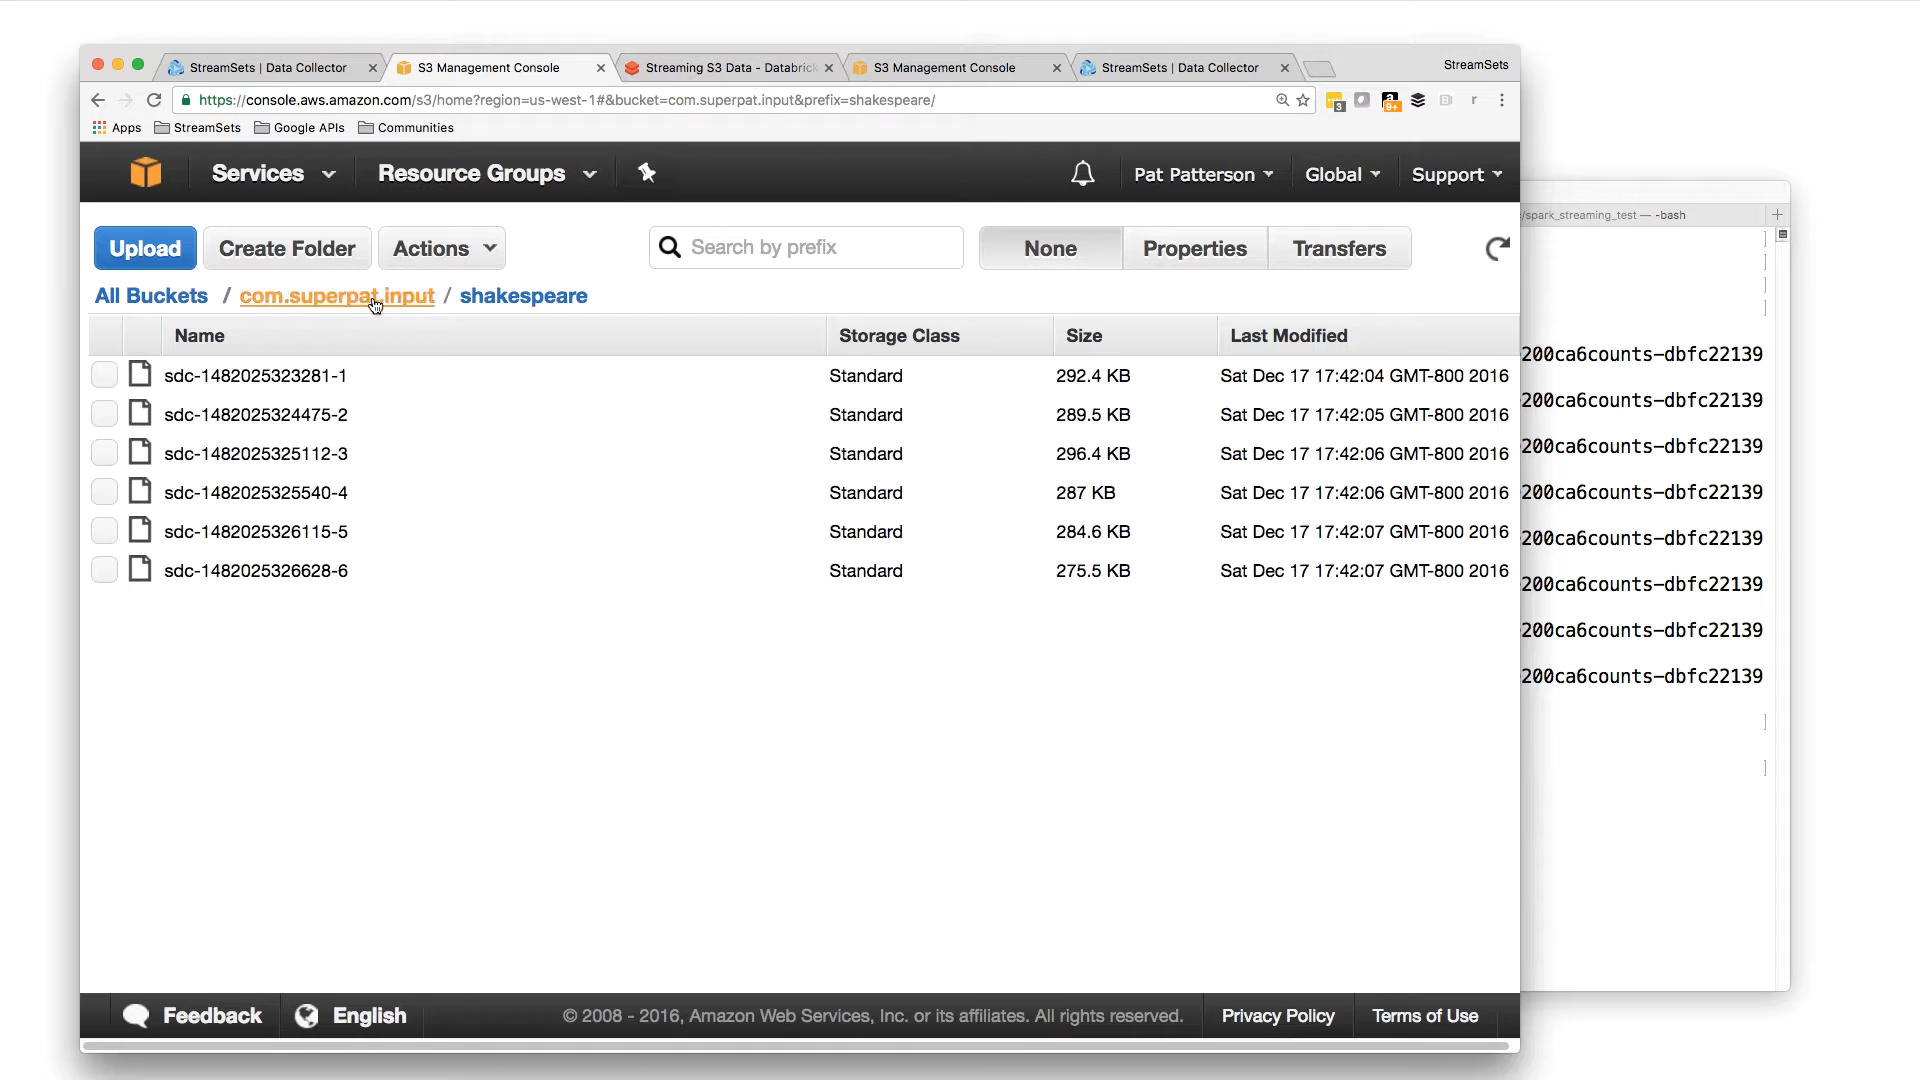 StreamSets | Data Collector
S3 Management Console
Streaming S3 Data - Databrick
S3 Management Console
StreamSets | Data Collector
StreamSets
https://console.aws.amazon.com/s3/home?region=us-west-1#&bucket=com.superpat.input&prefix=shakespeare/
3
9+
r
Apps StreamSets Google APIs Communities
Services Resource Groups Pat Patterson Global Support
/spark_streaming_test — -bash
Upload Create Folder Actions Search by prefix None Properties Transfers
All Buckets / com.superpat.input / shakespeare
Name Storage Class Size Last Modified
sdc-1482025323281-1 Standard 292.4 KB Sat Dec 17 17:42:04 GMT-800 2016
sdc-1482025324475-2 Standard 289.5 KB Sat Dec 17 17:42:05 GMT-800 2016
sdc-1482025325112-3 Standard 296.4 KB Sat Dec 17 17:42:06 GMT-800 2016
sdc-1482025325540-4 Standard 287 KB Sat Dec 17 17:42:06 GMT-800 2016
sdc-1482025326115-5 Standard 284.6 KB Sat Dec 17 17:42:07 GMT-800 2016
sdc-1482025326628-6 Standard 275.5 KB Sat Dec 17 17:42:07 GMT-800 2016
]
]
]
]
200ca6counts-dbfc22139
200ca6counts-dbfc22139
200ca6counts-dbfc22139
200ca6counts-dbfc22139
200ca6counts-dbfc22139
200ca6counts-dbfc22139
200ca6counts-dbfc22139
200ca6counts-dbfc22139
]
]
Feedback English © 2008 - 2016, Amazon Web Services, Inc. or its affiliates. All rights reserved. Privacy Policy Terms of Use